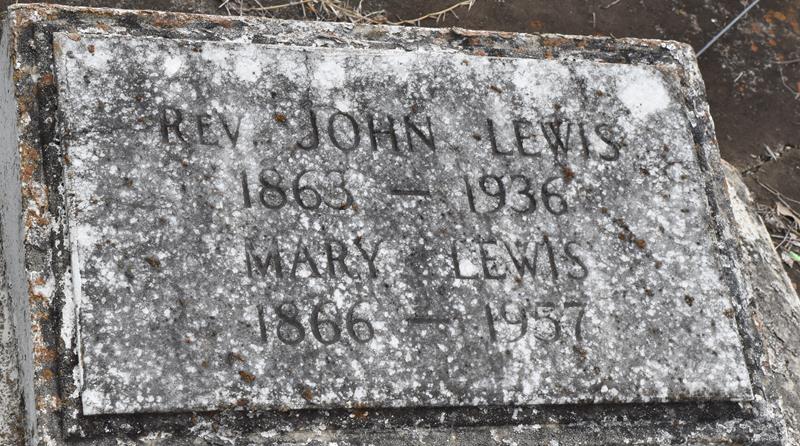 REV. JOHN LEWIS
1863 — 1936
MARY LEWIS
1866 — 1957